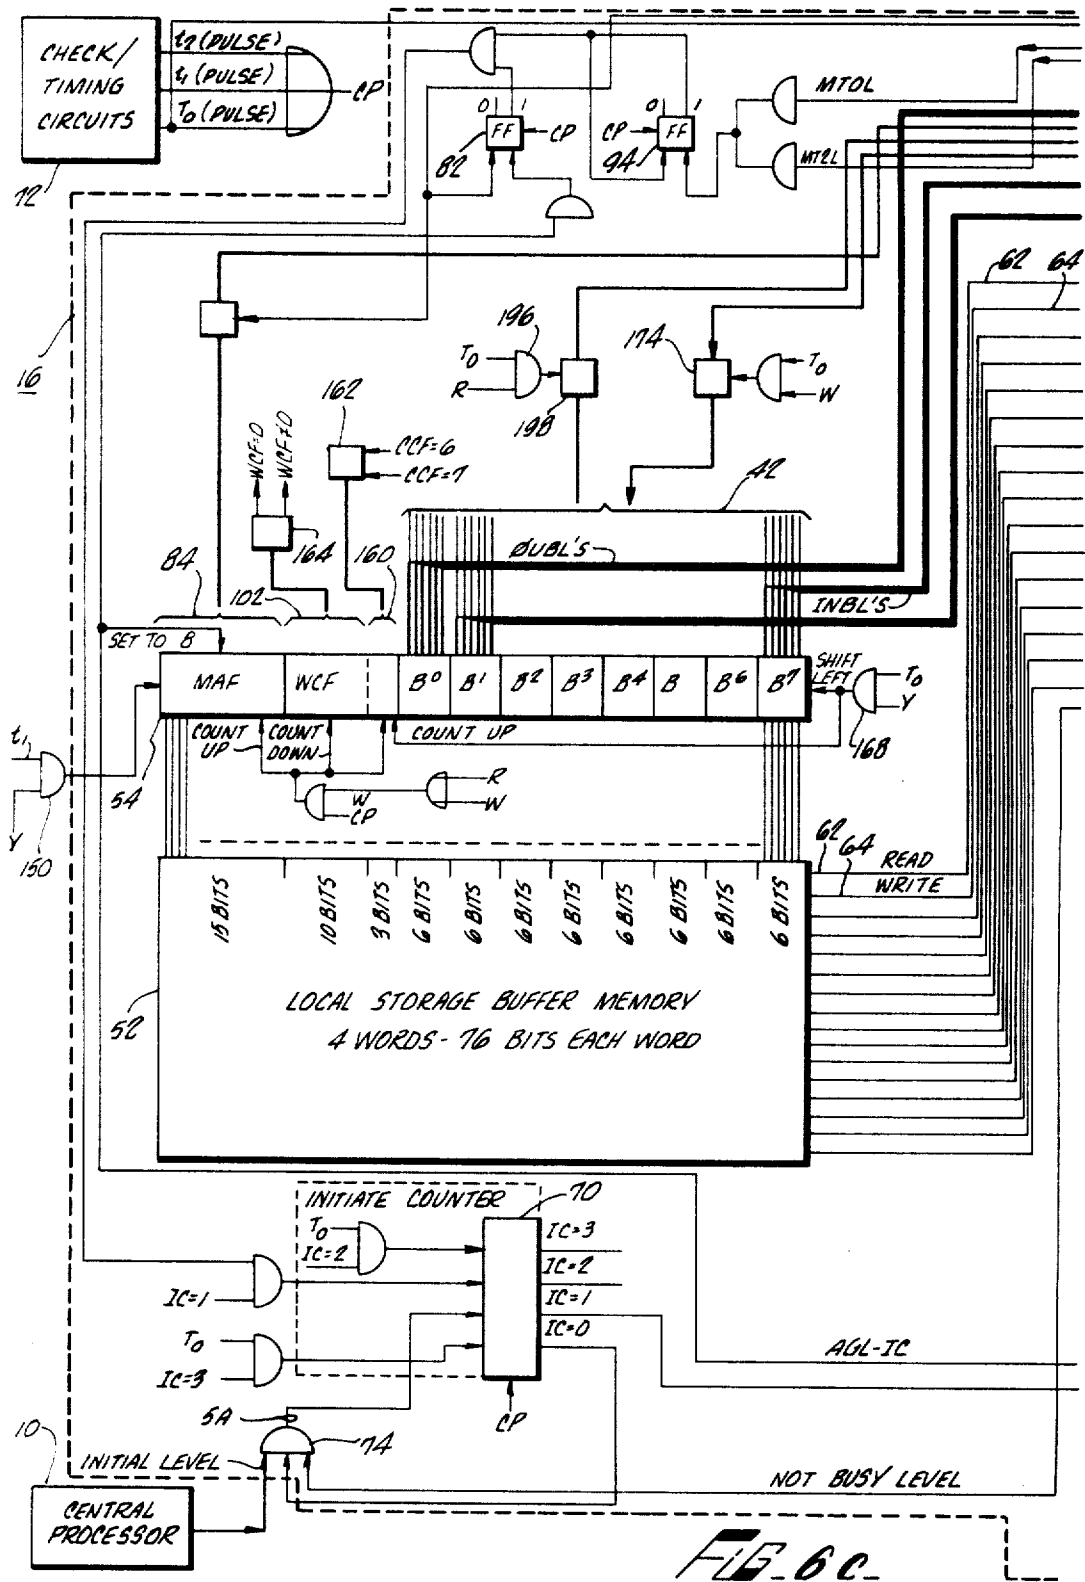 CHECK/
TIMING
CIRCUITS
t2 (PULSE)
t1 (PULSE)
T0 (PULSE)
CP
12
0 1
FF
CP
82
0 1
CP
FF
94
MTOL
MT2L
62
64
16
196
T0
R
198
174
T0
W
162
CCF=6
CCF=7
WCF=0
WCF≠0
164
42
ØUBL'S
INBL'S
84
102
160
SET TO B
MAF
WCF
B0
B1
B2
B3
B4
B
B6
B7
SHIFT
LEFT
T0
Y
168
COUNT
UP
COUNT
DOWN
COUNT UP
t1
Y
150
54
W
CP
R
W
62
READ
64
WRITE
15 BITS
10 BITS
3 BITS
6 BITS
6 BITS
6 BITS
6 BITS
6 BITS
6 BITS
6 BITS
6 BITS
52
LOCAL STORAGE BUFFER MEMORY
4 WORDS - 76 BITS EACH WORD
INITIATE COUNTER
70
T0
IC=2
IC=3
IC=2
IC=1
IC=0
IC=1
T0
IC=3
AGL-IC
CP
5A
74
10
INITIAL LEVEL
NOT BUSY LEVEL
CENTRAL
PROCESSOR
FIG. 6C